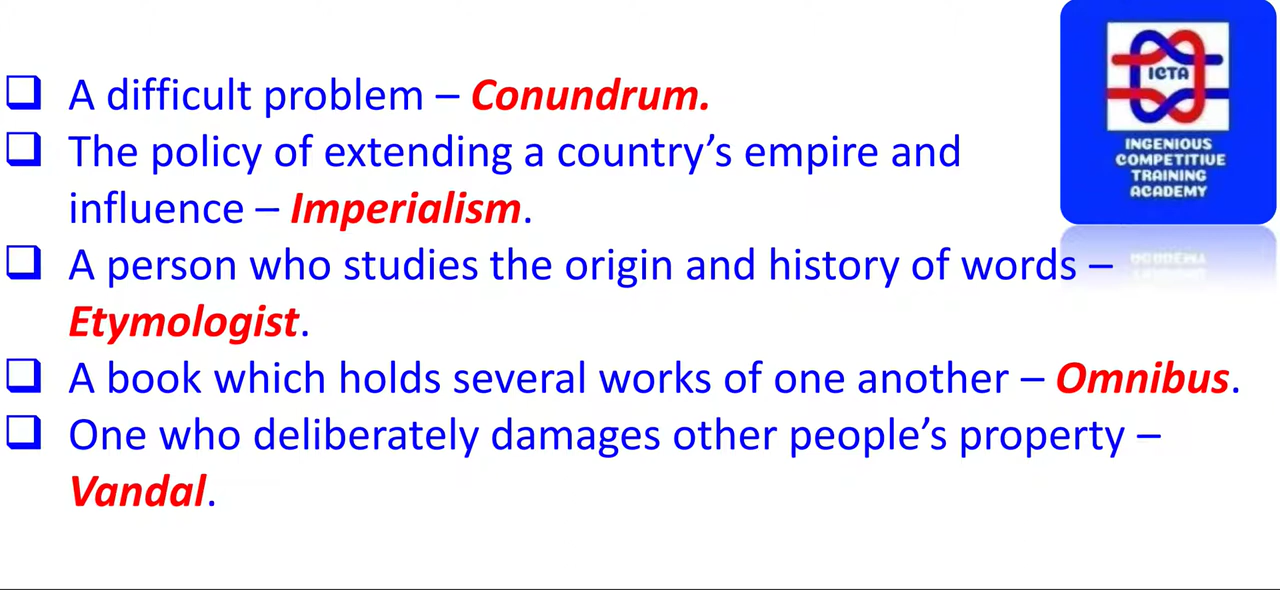 ❑ A difficult problem – Conundrum.
❑ The policy of extending a country’s empire and
influence – Imperialism.
❑ A person who studies the origin and history of words –
Etymologist.
❑ A book which holds several works of one another – Omnibus.
❑ One who deliberately damages other people’s property –
Vandal.
ICTA
INGENIOUS
COMPETITIVE
TRAINING
ACADEMY